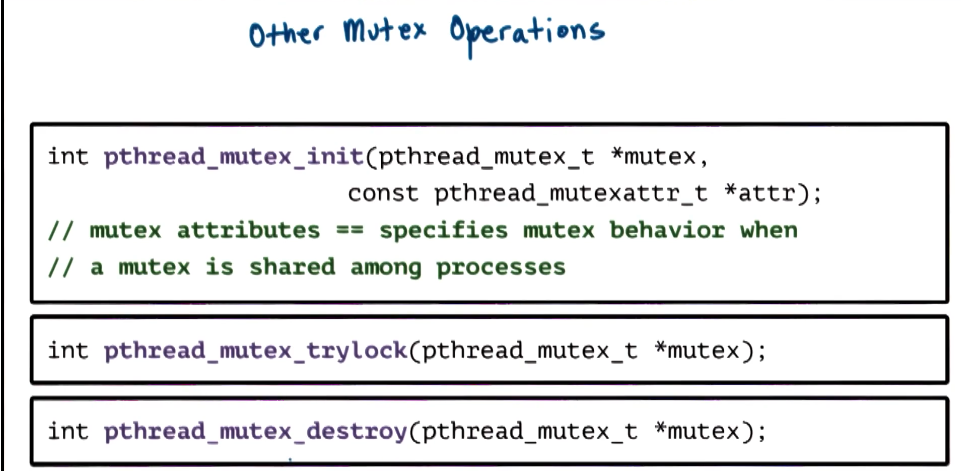 Other Mutex Operations
int pthread_mutex_init(pthread_mutex_t *mutex,
const pthread_mutexattr_t *attr);
// mutex attributes == specifies mutex behavior when
// a mutex is shared among processes
int pthread_mutex_trylock(pthread_mutex_t *mutex);
int pthread_mutex_destroy(pthread_mutex_t *mutex);